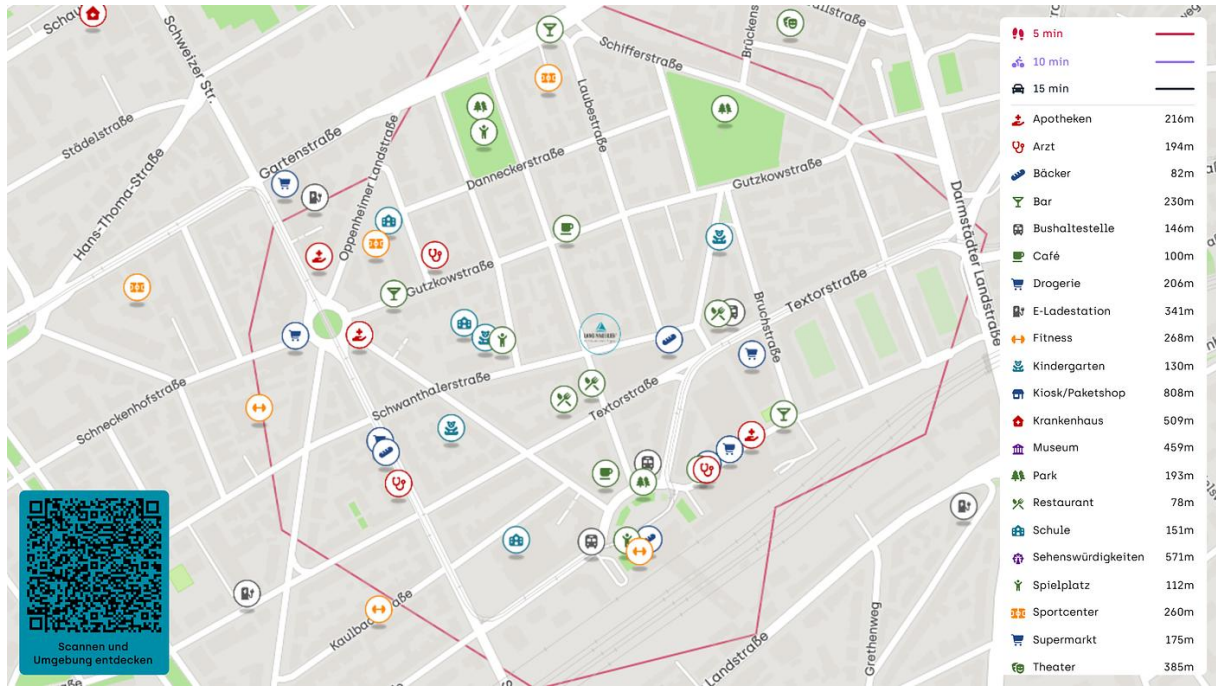 Schweizer Str.
Schifferstraße
Städelstraße
Hans-Thoma-Straße
Gartenstraße
Oppenheimer Landstraße
Laubestraße
Danneckerstraße
Gutzkowstraße
Gutzkowstraße
Darmstädter Landstraße
Textorstraße
Bruchstraße
Schwanthalerstraße
Schneckenhofstraße
Textorstraße
Landstraße
Grethenweg
Scannen und
Umgebung entdecken
5 min
10 min
15 min
Apotheken 216m
Arzt 194m
Bäcker 82m
Bar 230m
Bushaltestelle 146m
Café 100m
Drogerie 206m
E-Ladestation 341m
Fitness 268m
Kindergarten 130m
Kiosk/Paketshop 808m
Krankenhaus 509m
Museum 459m
Park 193m
Restaurant 78m
Schule 151m
Sehenswürdigkeiten 571m
Spielplatz 112m
Sportcenter 260m
Supermarkt 175m
Theater 385m